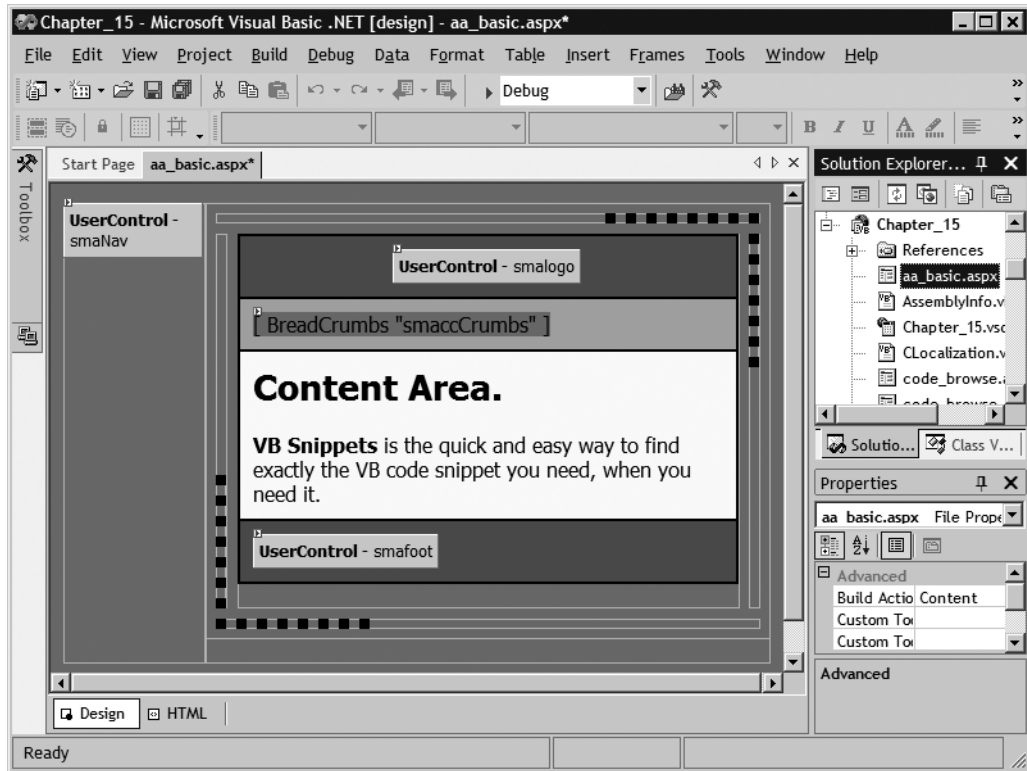 Chapter_15 - Microsoft Visual Basic .NET [design] - aa_basic.aspx*
File Edit View Project Build Debug Data Format Table Insert Frames Tools Window Help
Debug
B I U A
Toolbox
Start Page aa_basic.aspx*
UserControl -
smaNav
UserControl - smalogo
[ BreadCrumbs "smaccCrumbs" ]
Content Area.
VB Snippets is the quick and easy way to find
exactly the VB code snippet you need, when you
need it.
UserControl - smafoot
Design HTML
Solution Explorer...
Chapter_15
References
aa_basic.aspx
AssemblyInfo.v
Chapter_15.vsd
CLocalization.v
code_browse.a
code_browse
Solutio... Class V...
Properties
aa_basic.aspx File Prope
Advanced
Build Actio Content
Custom To
Custom To
Advanced
Ready